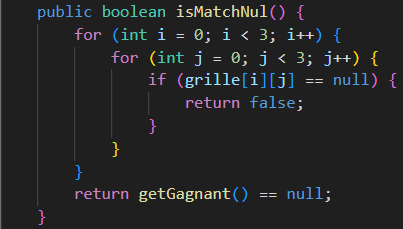 public boolean isMatchNul() {
    for (int i = 0; i < 3; i++) {
        for (int j = 0; j < 3; j++) {
            if (grille[i][j] == null) {
                return false;
            }
        }
    }
    return getGagnant() == null;
}